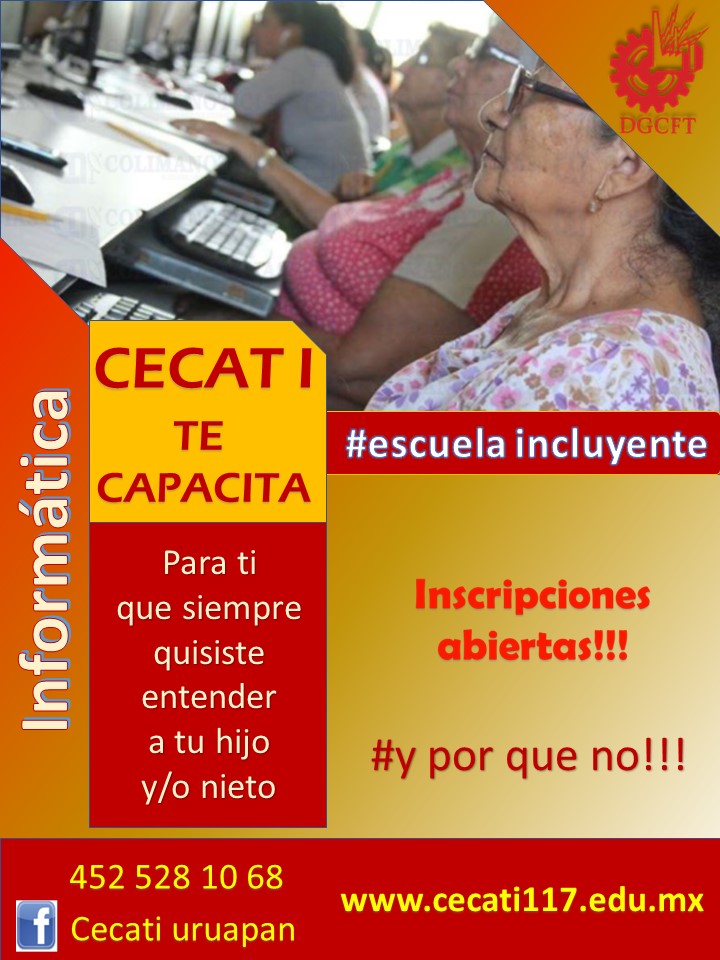 DGCFT
COLIMANO
CECAT I
TE
CAPACITA
#escuela incluyente
Informática
Para ti
que siempre
quisiste
entender
a tu hijo
y/o nieto
Inscripciones
abiertas!!!
#y por que no!!!
452 528 10 68
Cecati uruapan
www.cecati117.edu.mx